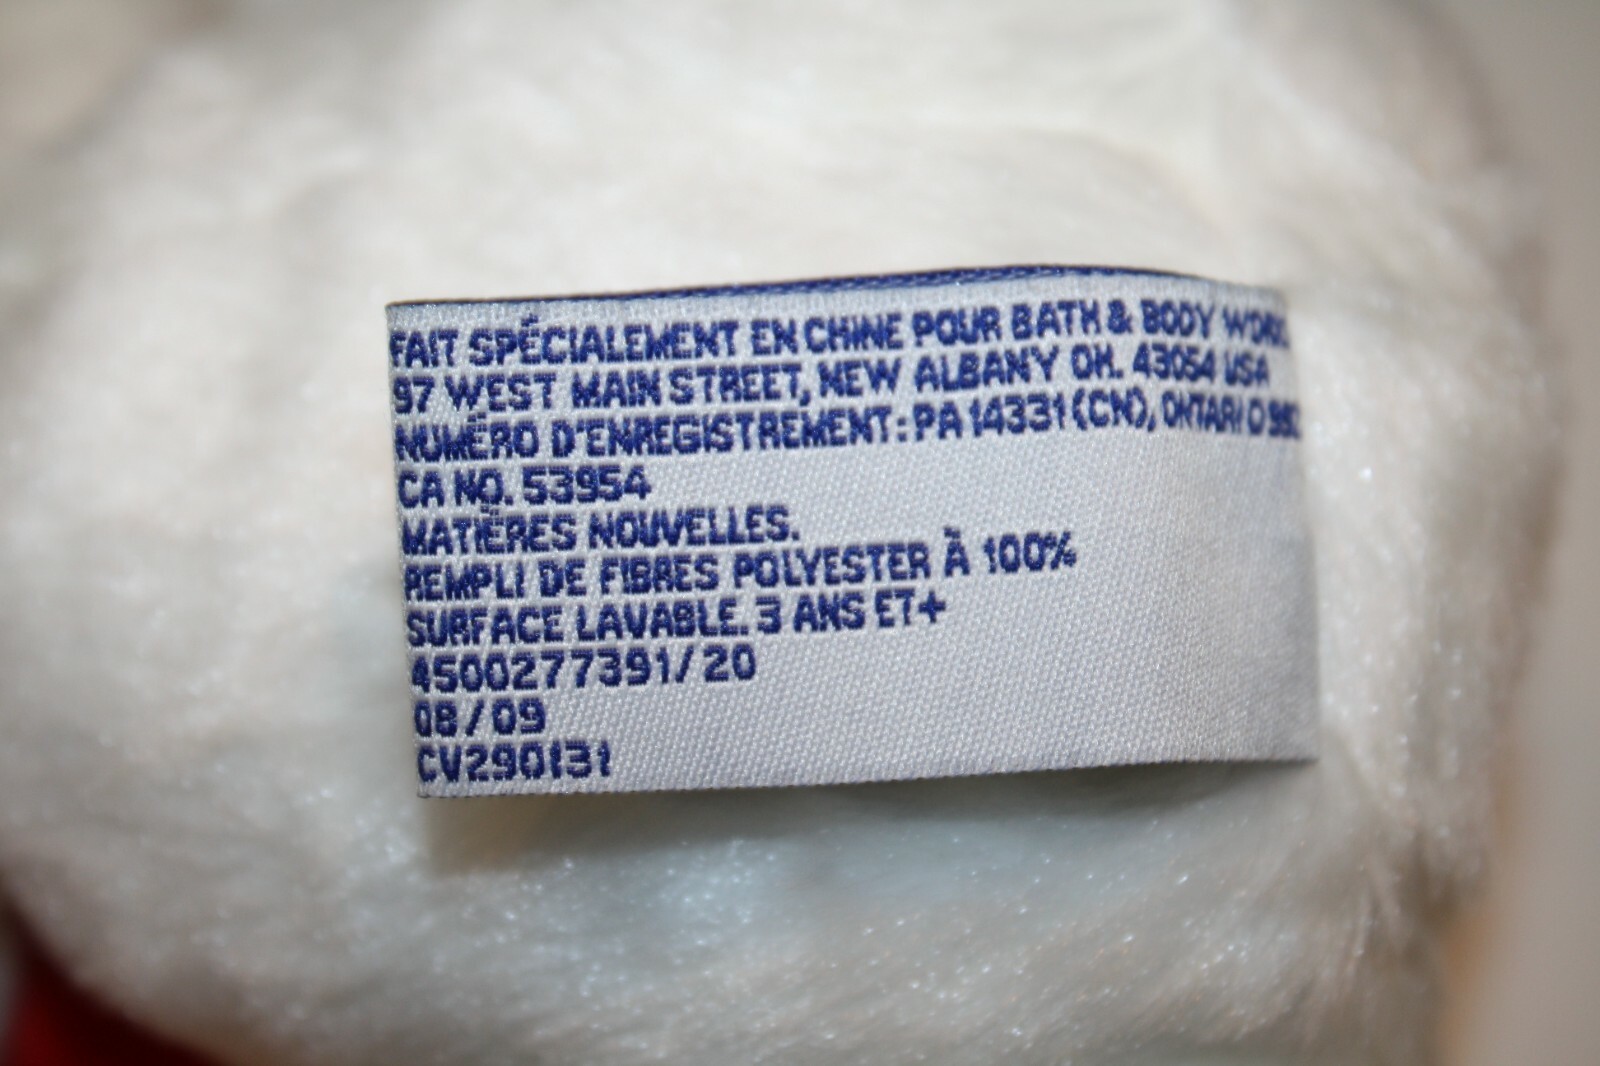 FAIT SPÉCIALEMENT EN CHINE POUR BATH & BODY
97 WEST MAIN STREET, NEW ALBANY OH. 43054 USA
NUMÉRO D'ENREGISTREMENT: PA 14331 (CN), ONTARIO
CA NO. 53954
MATIÈRES NOUVELLES.
REMPLI DE FIBRES POLYESTER À 100%
SURFACE LAVABLE. 3 ANS ET+
4500277391/20
08/09
CV290131